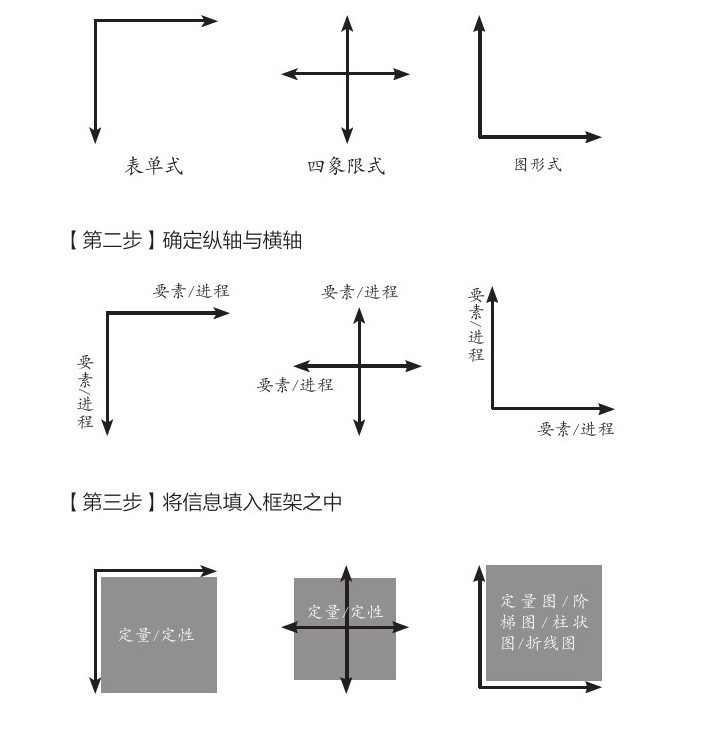 表单式
四象限式
图形式
【第二步】确定纵轴与横轴
要素/进程
要素/进程
要素/进程
要素/进程
要素/进程
要素/进程
【第三步】将信息填入框架之中
定量/定性
定量/定性
定量图/阶
梯图/柱状
图/折线图